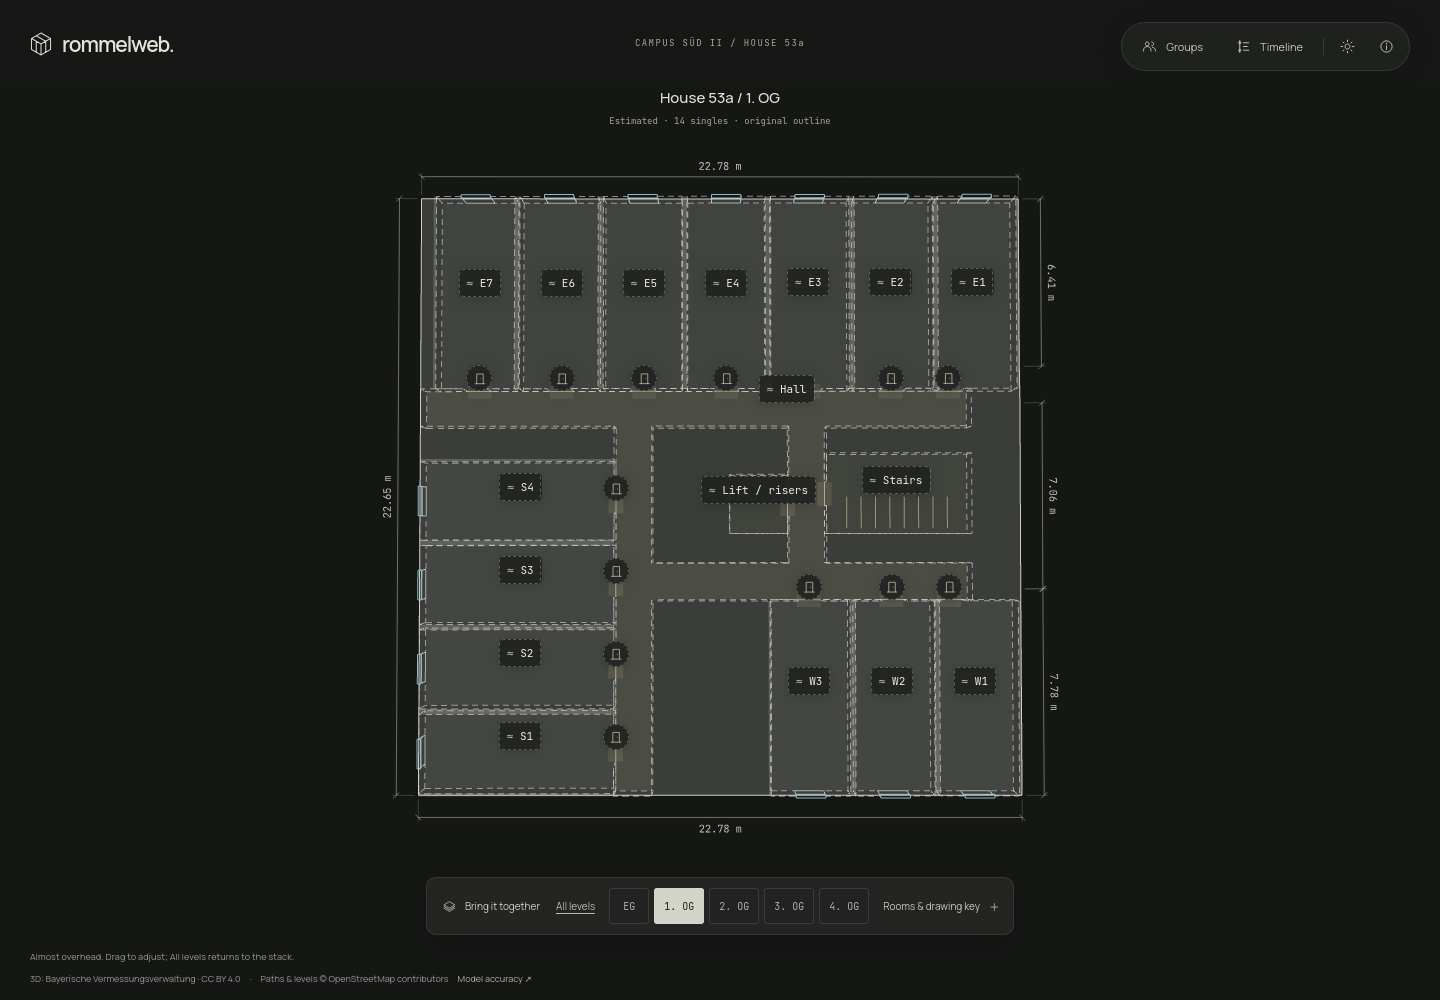 rommelweb.
CAMPUS SÜD II / HOUSE 53a
Groups
Timeline
House 53a / 1. OG
Estimated · 14 singles · original outline
22.78 m
≈ E7
≈ E6
≈ E5
≈ E4
≈ E3
≈ E2
≈ E1
6.41 m
≈ Hall
≈ S4
≈ Lift / risers
≈ Stairs
22.65 m
7.06 m
≈ S3
≈ S2
≈ W3
≈ W2
≈ W1
7.78 m
≈ S1
22.78 m
Bring it together
All levels
EG
1. OG
2. OG
3. OG
4. OG
Rooms & drawing key +
Almost overhead. Drag to adjust; All levels returns to the stack.
3D: Bayerische Vermessungsverwaltung · CC BY 4.0 · Paths & levels © OpenStreetMap contributors Model accuracy ↗